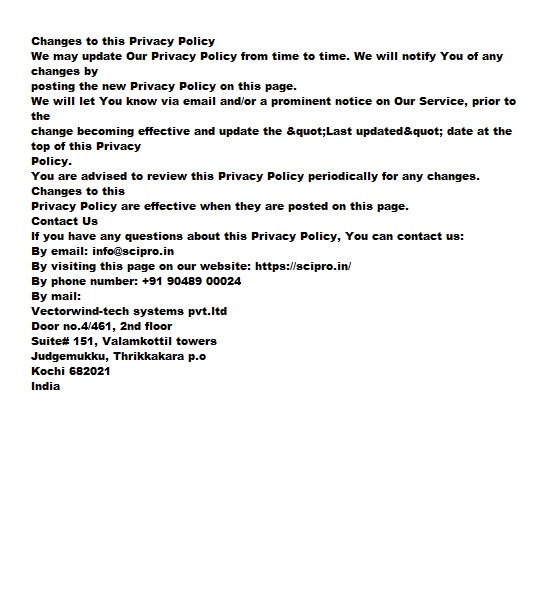 Changes to this Privacy Policy
We may update Our Privacy Policy from time to time. We will notify You of any
changes by
posting the new Privacy Policy on this page.
We will let You know via email and/or a prominent notice on Our Service, prior to
the
change becoming effective and update the &quot;Last updated&quot; date at the
top of this Privacy
Policy.
You are advised to review this Privacy Policy periodically for any changes.
Changes to this
Privacy Policy are effective when they are posted on this page.
Contact Us
If you have any questions about this Privacy Policy, You can contact us:
By email: info@scipro.in
By visiting this page on our website: https://scipro.in/
By phone number: +91 90489 00024
By mail:
Vectorwind-tech systems pvt.ltd
Door no.4/461, 2nd floor
Suite# 151, Valamkottil towers
Judgemukku, Thrikkakara p.o
Kochi 682021
India